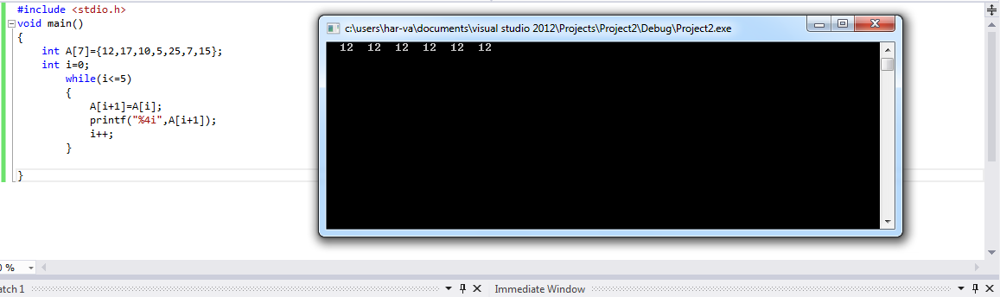 #include <stdio.h>
void main()
{
int A[7]={12,17,10,5,25,7,15};
int i=0;
while(i<=5)
{
A[i+1]=A[i];
printf("%4i",A[i+1]);
i++;
}
}
c:\users\har-va\documents\visual studio 2012\Projects\Project2\Debug\Project2.exe
12 12 12 12 12 12
0 %
atch 1
Immediate Window